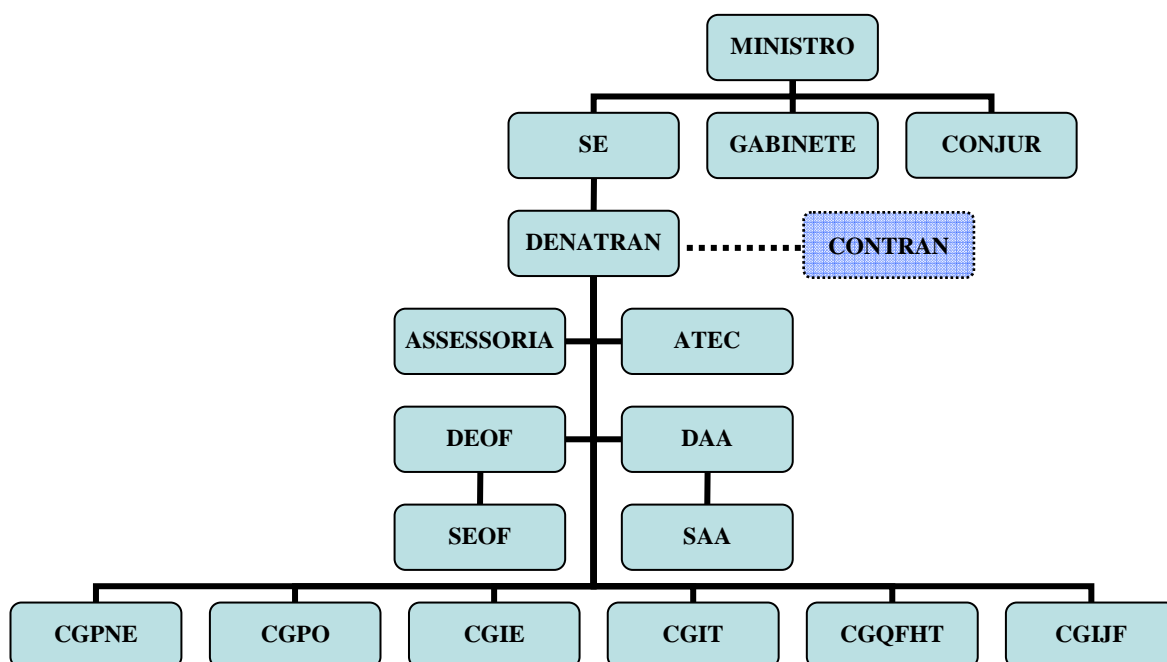 MINISTRO
SE
GABINETE
CONJUR
DENATRAN
CONTRAN
ASSESSORIA
ATEC
DEOF
DAA
SEOF
SAA
CGPNE
CGPO
CGIE
CGIT
CGQFHT
CGIJF